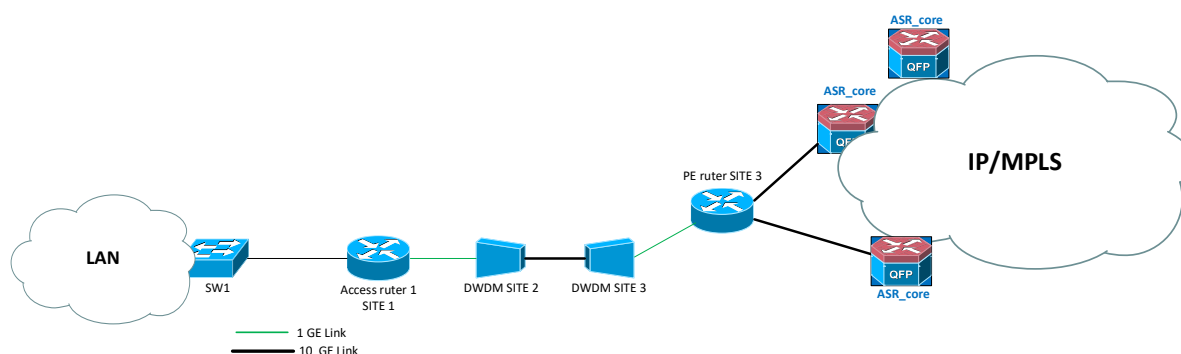 ASR_core
QFP
ASR_core
QFP
IP/MPLS
PE ruter SITE 3
LAN
SW1
Access ruter 1
SITE 1
DWDM SITE 2
DWDM SITE 3
QFP
ASR_core
1 GE Link
10 GE Link